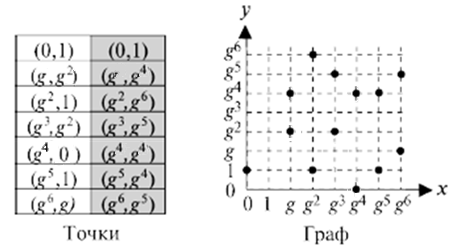 (0,1) (0,1)
(g,g²) (g,g⁴)
(g²,1) (g²,g⁶)
(g³,g²) (g³,g⁵)
(g⁴,0) (g⁴,g⁴)
(g⁵,1) (g⁵,g⁴)
(g⁶,g) (g⁶,g⁵)
Точки
y
g⁶
g⁵
g⁴
g³
g²
g
1
0
0 1 g g² g³ g⁴ g⁵ g⁶ x
Граф